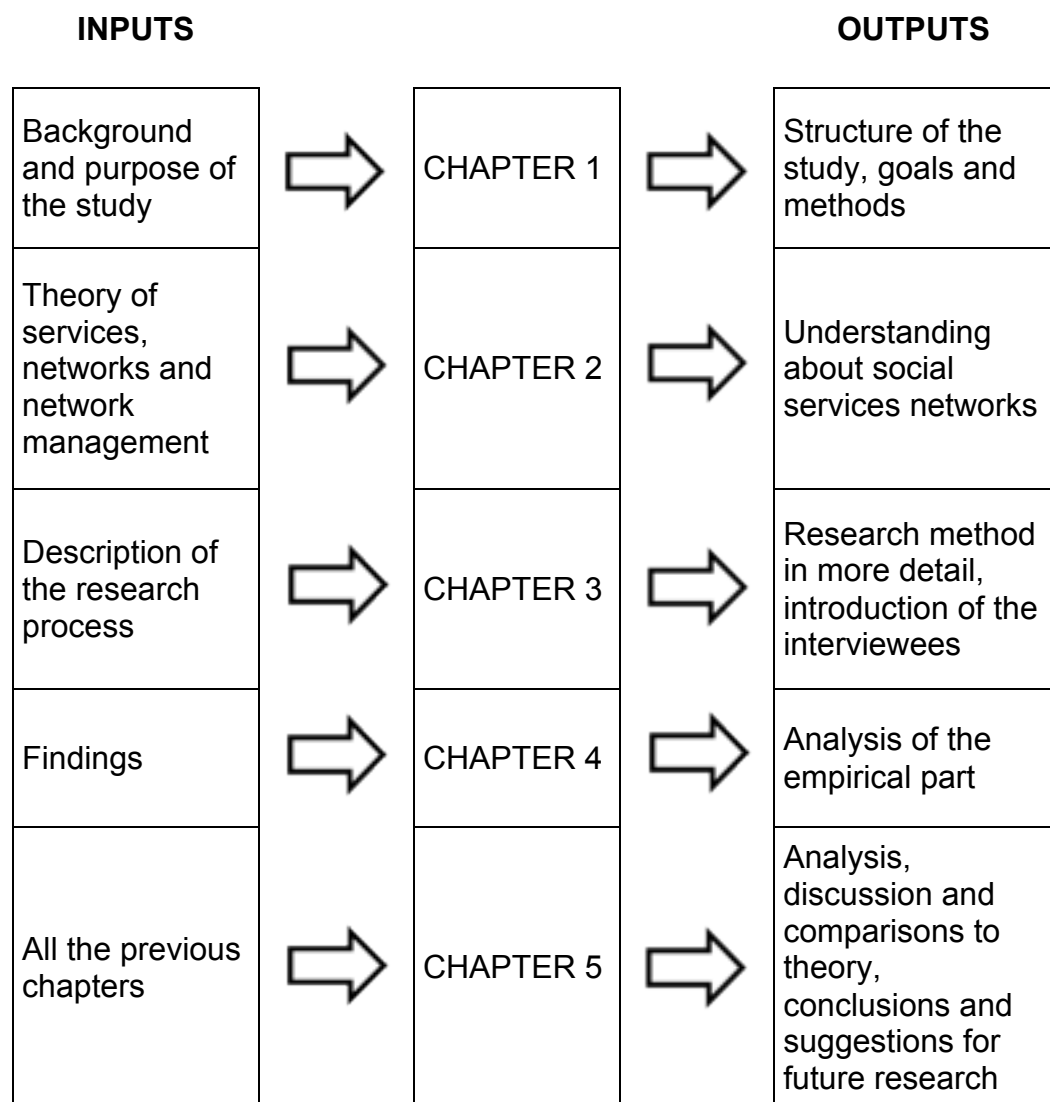 INPUTS
OUTPUTS
Background
and purpose of
the study
CHAPTER 1
Structure of the
study, goals and
methods
Theory of
services,
networks and
network
management
CHAPTER 2
Understanding
about social
services networks
Description of
the research
process
CHAPTER 3
Research method
in more detail,
introduction of the
interviewees
Findings
CHAPTER 4
Analysis of the
empirical part
All the previous
chapters
CHAPTER 5
Analysis,
discussion and
comparisons to
theory,
conclusions and
suggestions for
future research